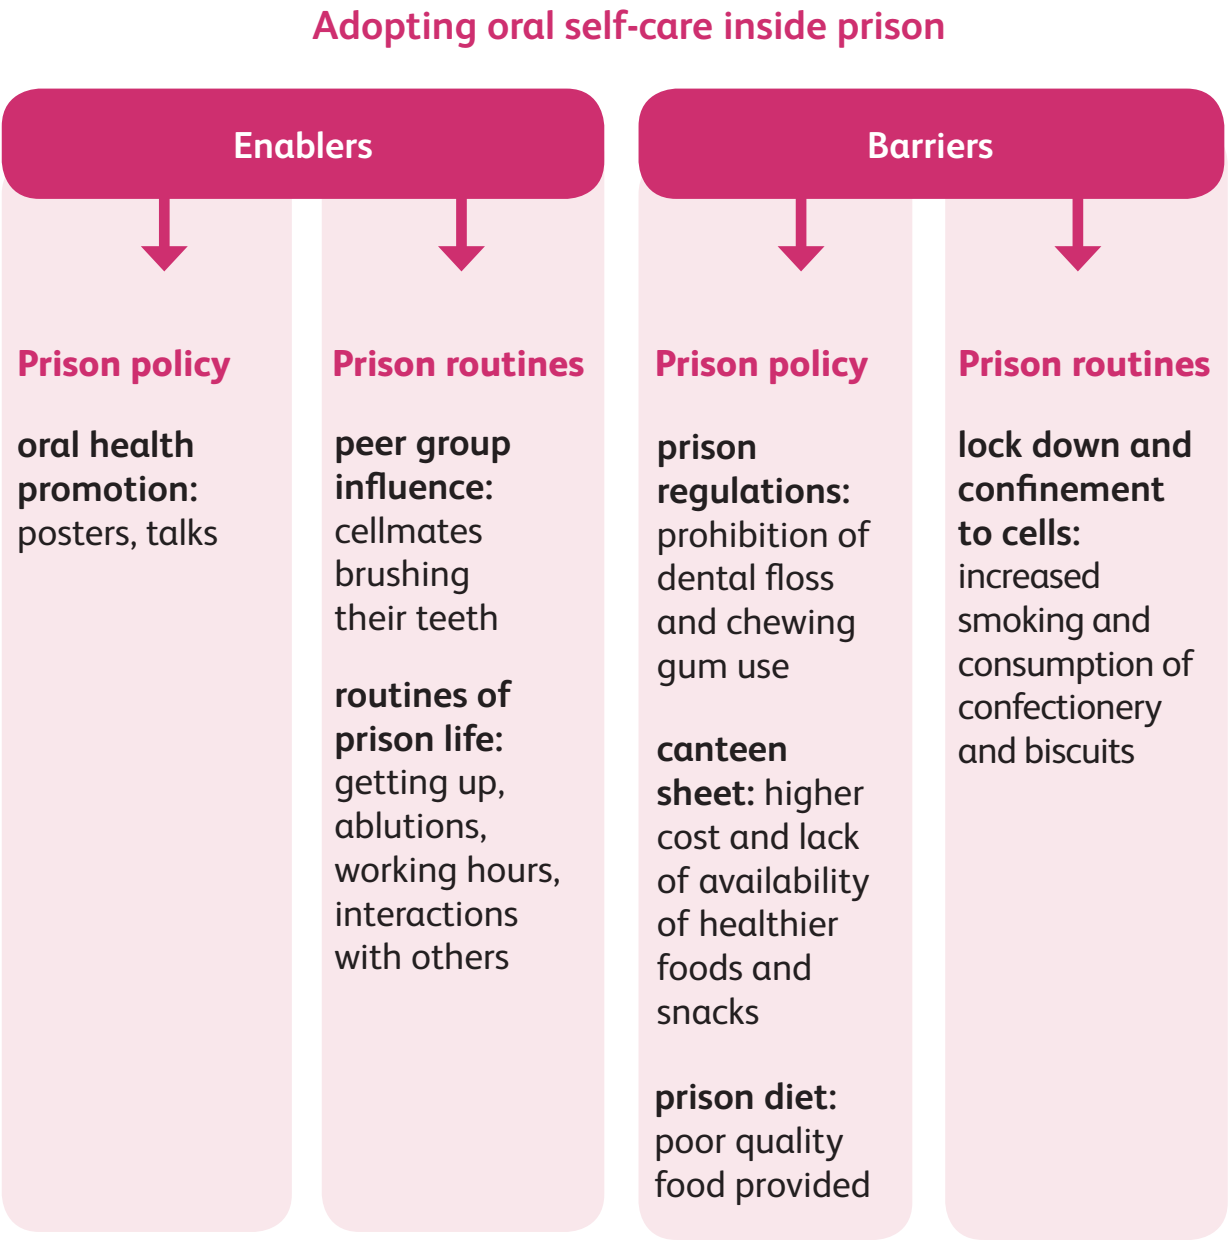 Adopting oral self-care inside prison
Enablers
Prison policy
oral health
promotion:
posters, talks
Prison routines
peer group
influence:
cellmates
brushing
their teeth
routines of
prison life:
getting up,
ablutions,
working hours,
interactions
with others
Barriers
Prison policy
prison
regulations:
prohibition of
dental floss
and chewing
gum use
canteen
sheet: higher
cost and lack
of availability
of healthier
foods and
snacks
prison diet:
poor quality
food provided
Prison routines
lock down and
confinement
to cells:
increased
smoking and
consumption of
confectionery
and biscuits